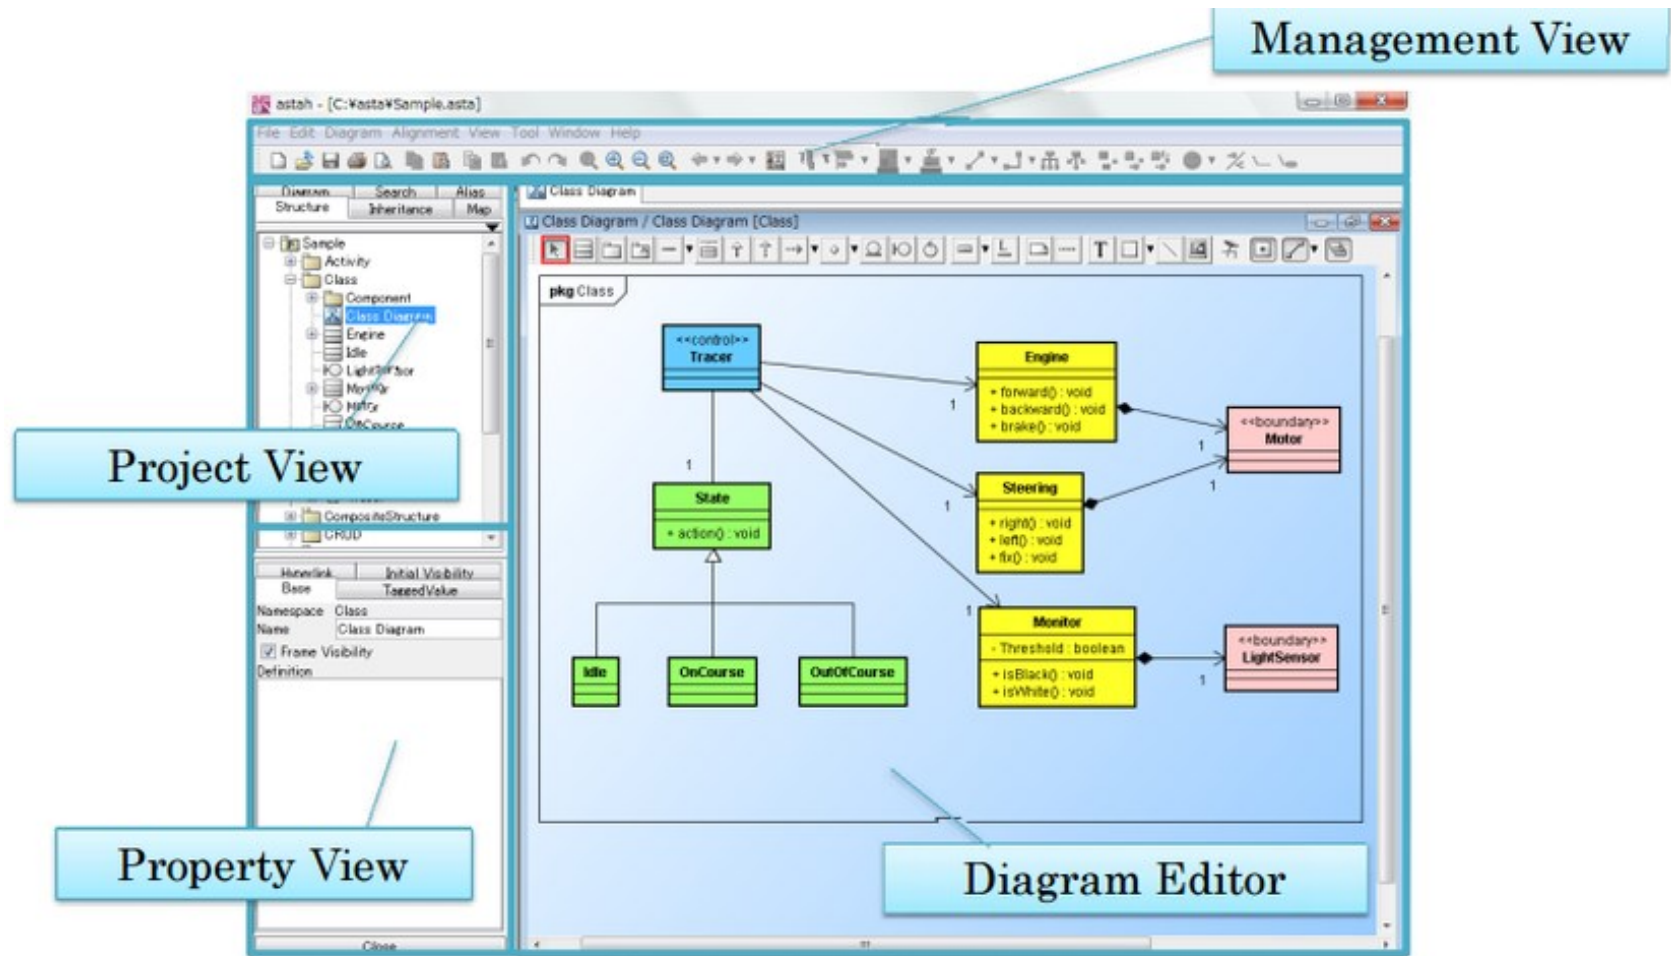 Management View
astah - [C:¥asta¥Sample.asta]
File Edit Diagram Alignment View Tool Window Help
Diagram Search Alias
Structure Inheritance Map
Sample
Activity
Class
Component
Class Diagram
Engine
Idle
Project View
CompositeStructure
CRUD
Hyperlink Initial Visibility
Base TaggedValue
Namespace Class
Name Class Diagram
Frame Visibility
Definition
Property View
Close
Class Diagram
Class Diagram / Class Diagram [Class]
T
pkg Class
<<control>>
Tracer
1
State
+ action() : void
Idle
OnCourse
OutOfCourse
1
Engine
+ forward() : void
+ backward() : void
+ brake() : void
1
<<boundary>>
Motor
1
Steering
+ right() : void
+ left() : void
+ fix() : void
1
1
Monitor
- Threshold : boolean
+ isBlack() : void
+ isWhite() : void
1
<<boundary>>
LightSensor
Diagram Editor